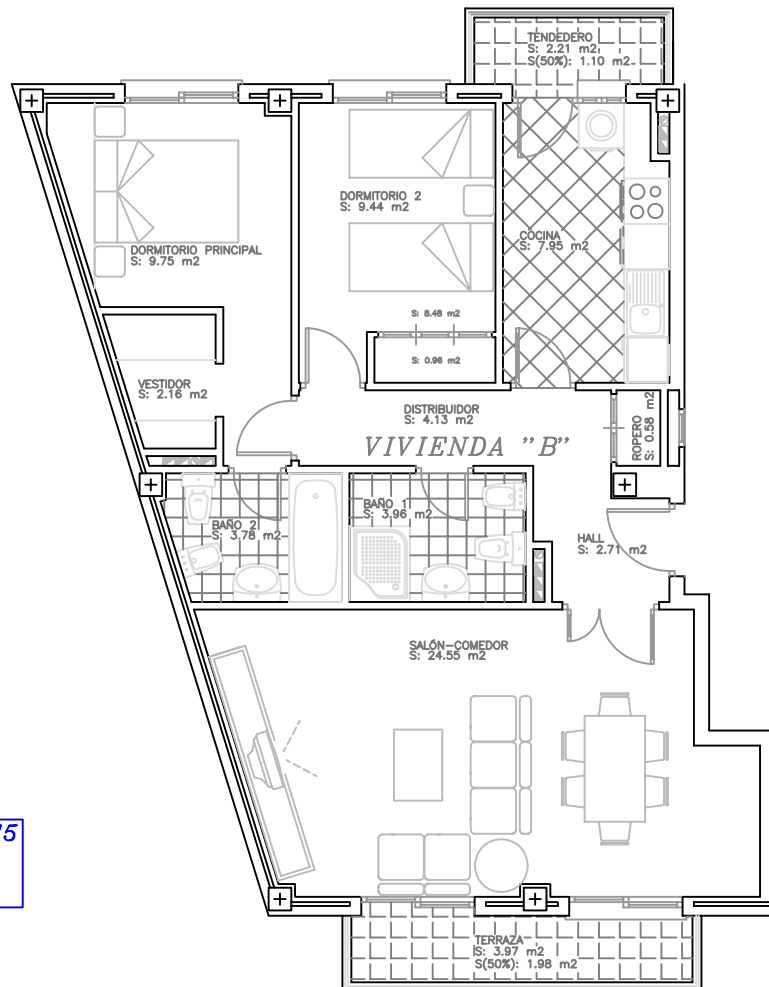 TENDEDERO
S: 2.21 m2
S(50%): 1.10 m2
DORMITORIO 2
S: 9.44 m2
COCINA
S: 7.95 m2
DORMITORIO PRINCIPAL
S: 9.75 m2
S: 8.48 m2
S: 0.96 m2
VESTIDOR
S: 2.16 m2
DISTRIBUIDOR
S: 4.13 m2
ROPERO
S: 0.58 m2
VIVIENDA "B"
BAÑO 1
S: 3.96 m2
BAÑO 2
S: 3.78 m2
HALL
S: 2.71 m2
SALÓN-COMEDOR
S: 24.55 m2
TERRAZA
S: 3.97 m2
S(50%): 1.98 m2